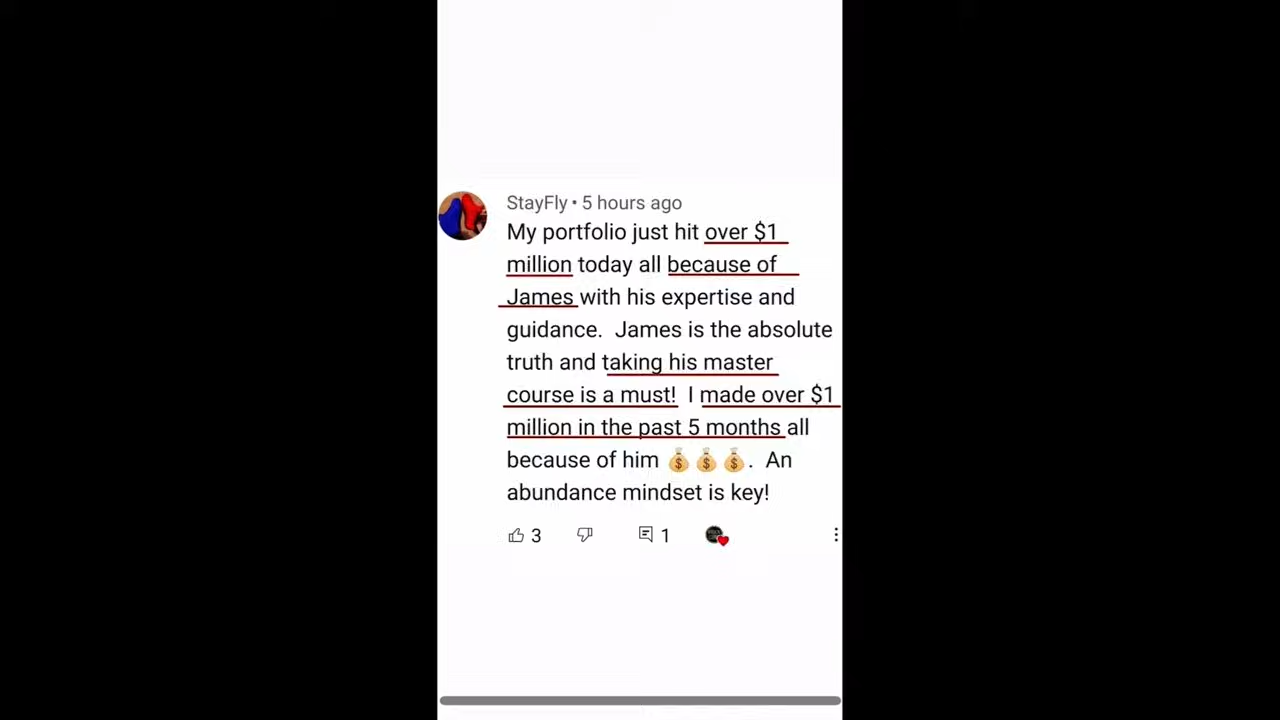 StayFly • 5 hours ago
My portfolio just hit over $1
million today all because of
James with his expertise and
guidance.  James is the absolute
truth and taking his master
course is a must!  I made over $1
million in the past 5 months all
because of him 💰💰💰.  An
abundance mindset is key!
3 1